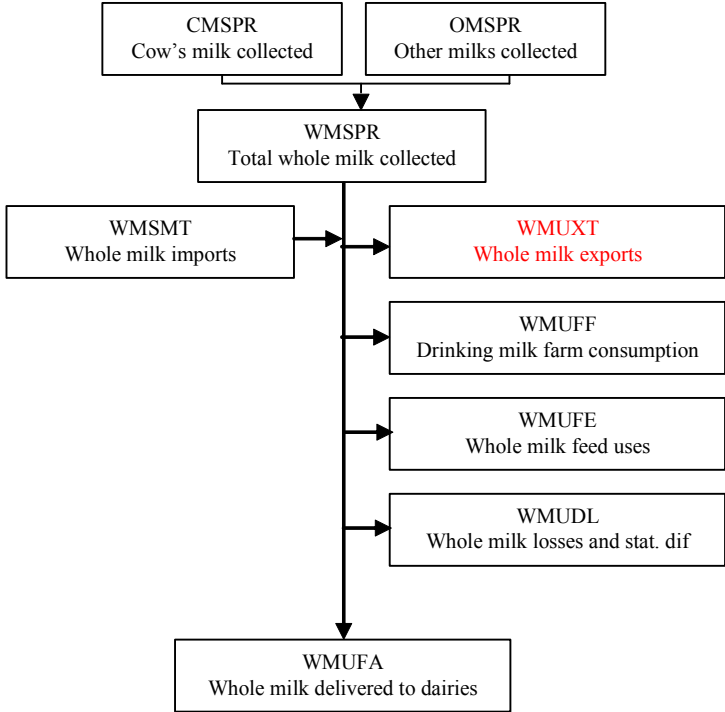 CMSPR
Cow's milk collected
OMSPR
Other milks collected
WMSPR
Total whole milk collected
WMSMT
Whole milk imports
WMUXT
Whole milk exports
WMUFF
Drinking milk farm consumption
WMUFE
Whole milk feed uses
WMUDL
Whole milk losses and stat. dif
WMUFA
Whole milk delivered to dairies